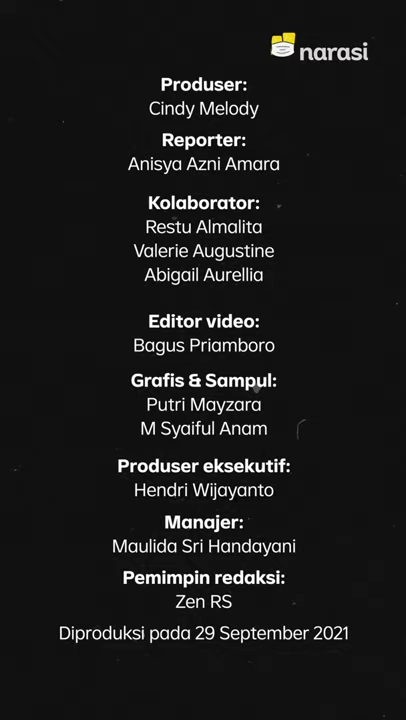 narasi
Produser:
Cindy Melody
Reporter:
Anisya Azni Amara
Kolaborator:
Restu Almalita
Valerie Augustine
Abigail Aurellia
Editor video:
Bagus Priamboro
Grafis & Sampul:
Putri Mayzara
M Syaiful Anam
Produser eksekutif:
Hendri Wijayanto
Manajer:
Maulida Sri Handayani
Pemimpin redaksi:
Zen RS
Diproduksi pada 29 September 2021